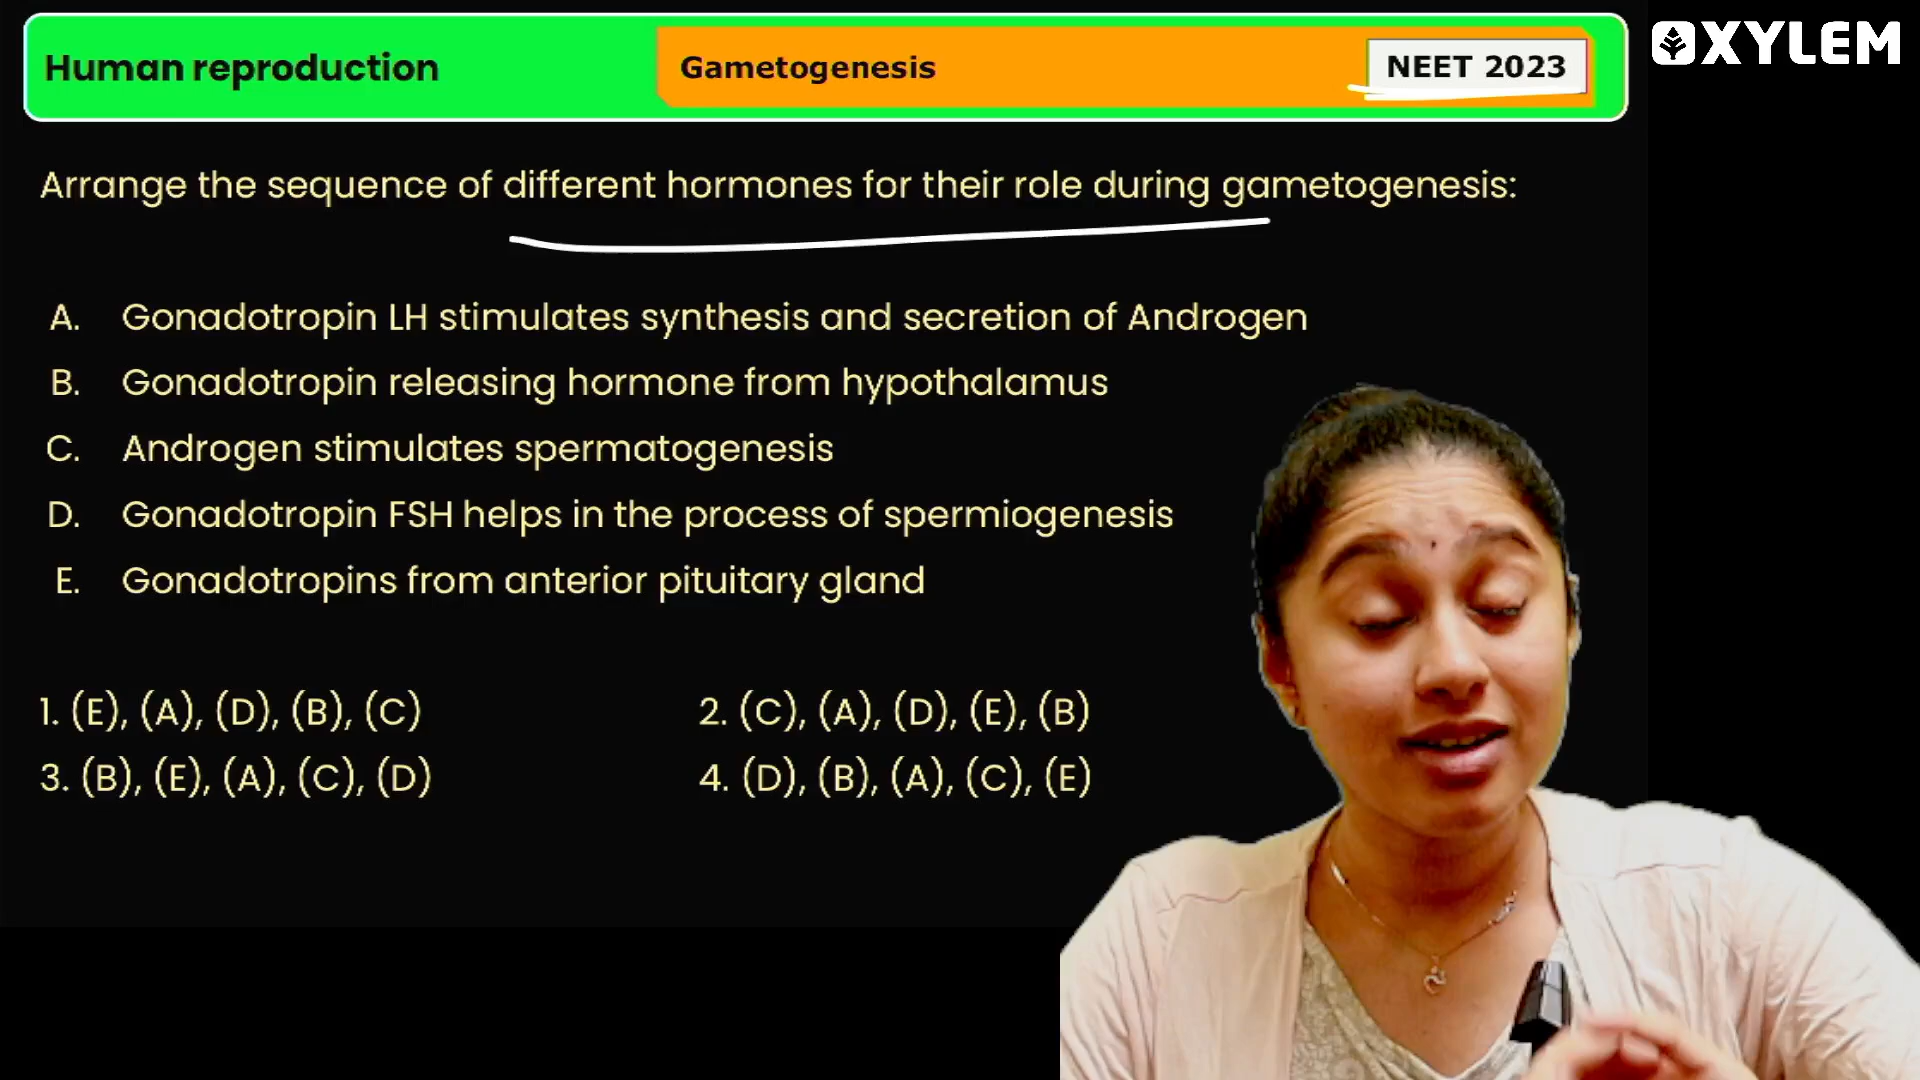 Human reproduction
Gametogenesis
NEET 2023
OXYLEM
Arrange the sequence of different hormones for their role during gametogenesis:
A. Gonadotropin LH stimulates synthesis and secretion of Androgen
B. Gonadotropin releasing hormone from hypothalamus
C. Androgen stimulates spermatogenesis
D. Gonadotropin FSH helps in the process of spermiogenesis
E. Gonadotropins from anterior pituitary gland
1. (E), (A), (D), (B), (C)
2. (C), (A), (D), (E), (B)
3. (B), (E), (A), (C), (D)
4. (D), (B), (A), (C), (E)